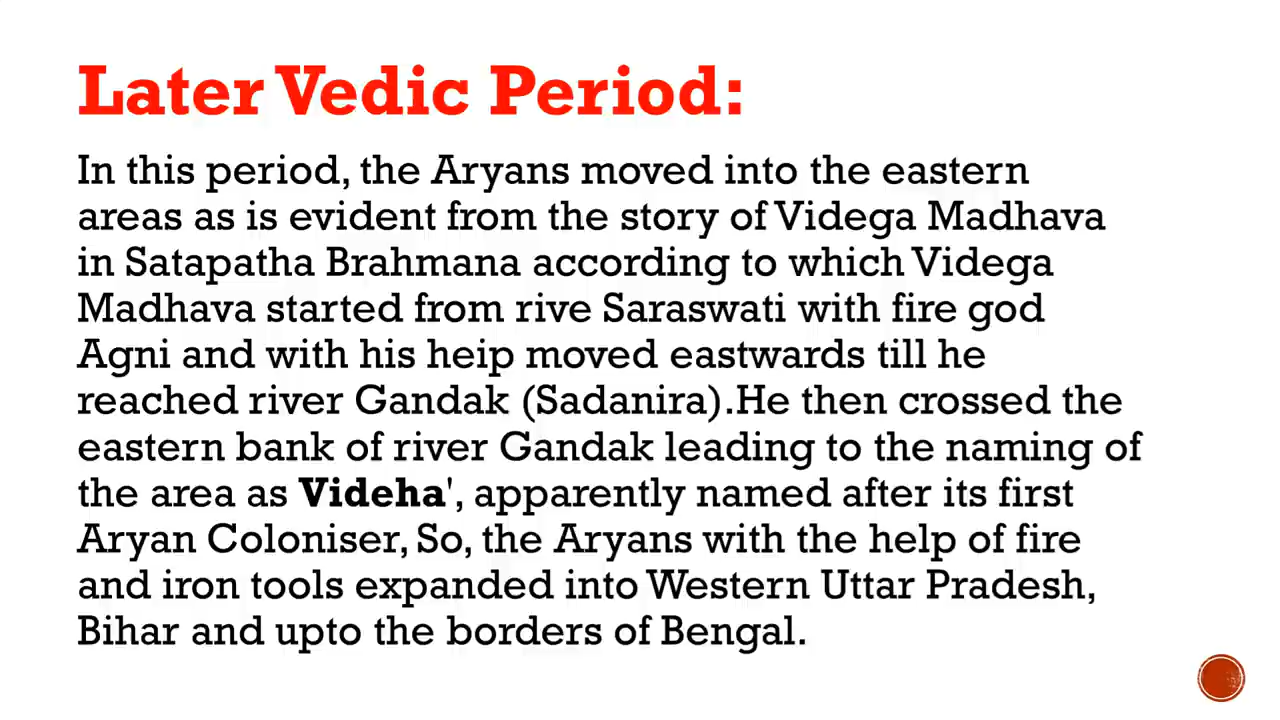 Later Vedic Period:
In this period, the Aryans moved into the eastern
areas as is evident from the story of Videga Madhava
in Satapatha Brahmana according to which Videga
Madhava started from rive Saraswati with fire god
Agni and with his heip moved eastwards till he
reached river Gandak (Sadanira).He then crossed the
eastern bank of river Gandak leading to the naming of
the area as Videha', apparently named after its first
Aryan Coloniser, So, the Aryans with the help of fire
and iron tools expanded into Western Uttar Pradesh,
Bihar and upto the borders of Bengal.